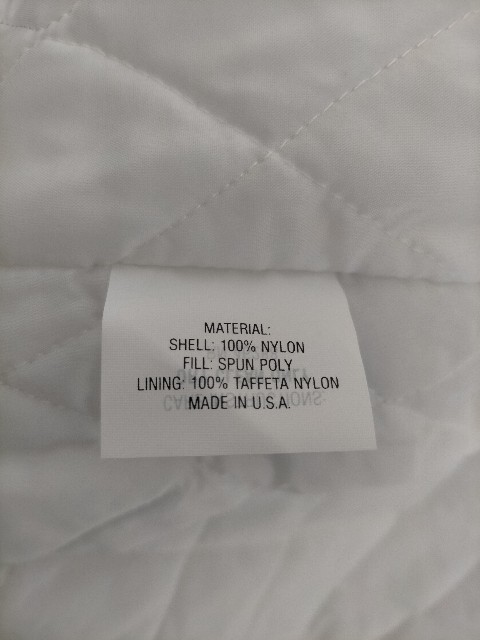 MATERIAL:
SHELL: 100% NYLON
FILL: SPUN POLY
LINING: 100% TAFFETA NYLON
MADE IN U.S.A.